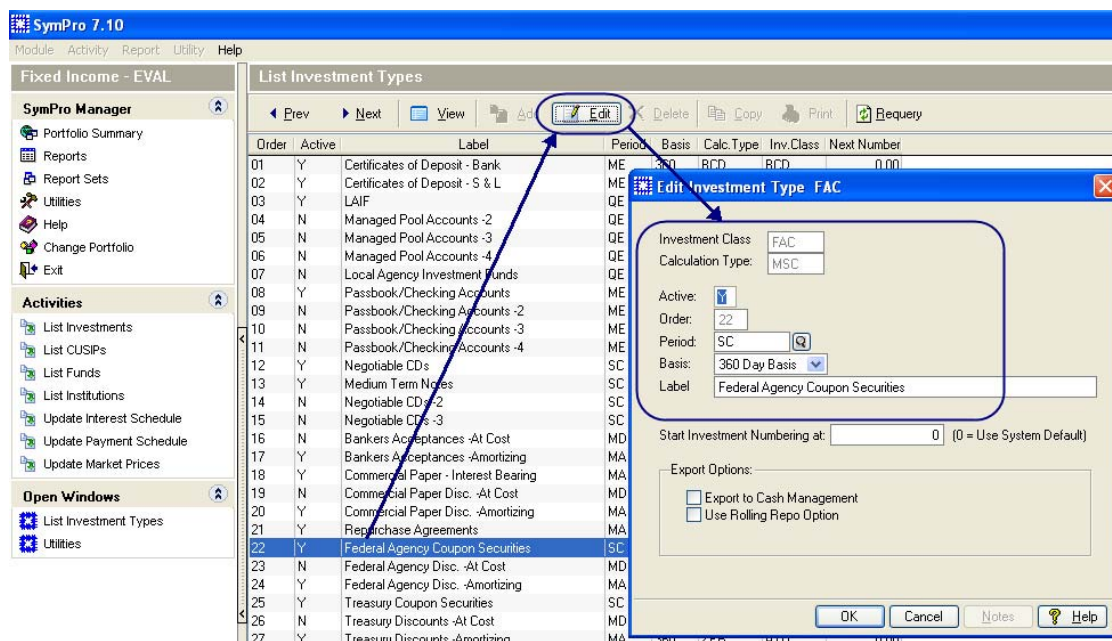 SymPro 7.10
Module Activity Report Utility Help
Fixed Income - EVAL
SymPro Manager
Portfolio Summary
Reports
Report Sets
Utilities
Help
Change Portfolio
Exit
Activities
List Investments
List CUSIPs
List Funds
List Institutions
Update Interest Schedule
Update Payment Schedule
Update Market Prices
Open Windows
List Investment Types
Utilities
List Investment Types
Prev Next View Add Edit Delete Copy Print Requery
Order Active Label Period Basis Calc.Type Inv.Class Next Number
01 Y Certificates of Deposit - Bank ME 360 BCD BCD 0.00
02 Y Certificates of Deposit - S & L ME
03 Y LAIF QE
04 N Managed Pool Accounts -2 QE
05 N Managed Pool Accounts -3 QE
06 N Managed Pool Accounts -4 QE
07 N Local Agency Investment Funds QE
08 Y Passbook/Checking Accounts ME
09 N Passbook/Checking Accounts -2 ME
10 N Passbook/Checking Accounts -3 ME
11 N Passbook/Checking Accounts -4 ME
12 Y Negotiable CDs SC
13 Y Medium Term Notes SC
14 N Negotiable CDs -2 SC
15 N Negotiable CDs -3 SC
16 N Bankers Acceptances -At Cost MD
17 Y Bankers Acceptances -Amortizing MA
18 Y Commercial Paper - Interest Bearing MA
19 N Commercial Paper Disc. -At Cost MD
20 Y Commercial Paper Disc. -Amortizing MA
21 Y Repurchase Agreements MA
22 Y Federal Agency Coupon Securities SC
23 N Federal Agency Disc. -At Cost MD
24 Y Federal Agency Disc. -Amortizing MA
25 Y Treasury Coupon Securities SC
26 N Treasury Discounts -At Cost MD
27 Y Treasury Discounts -Amortizing MA 360 0.00
Edit Investment Type FAC
Investment Class FAC
Calculation Type: MSC
Active: Y
Order: 22
Period: SC
Basis: 360 Day Basis
Label Federal Agency Coupon Securities
Start Investment Numbering at: 0 (0 = Use System Default)
Export Options:
Export to Cash Management
Use Rolling Repo Option
OK Cancel Notes Help